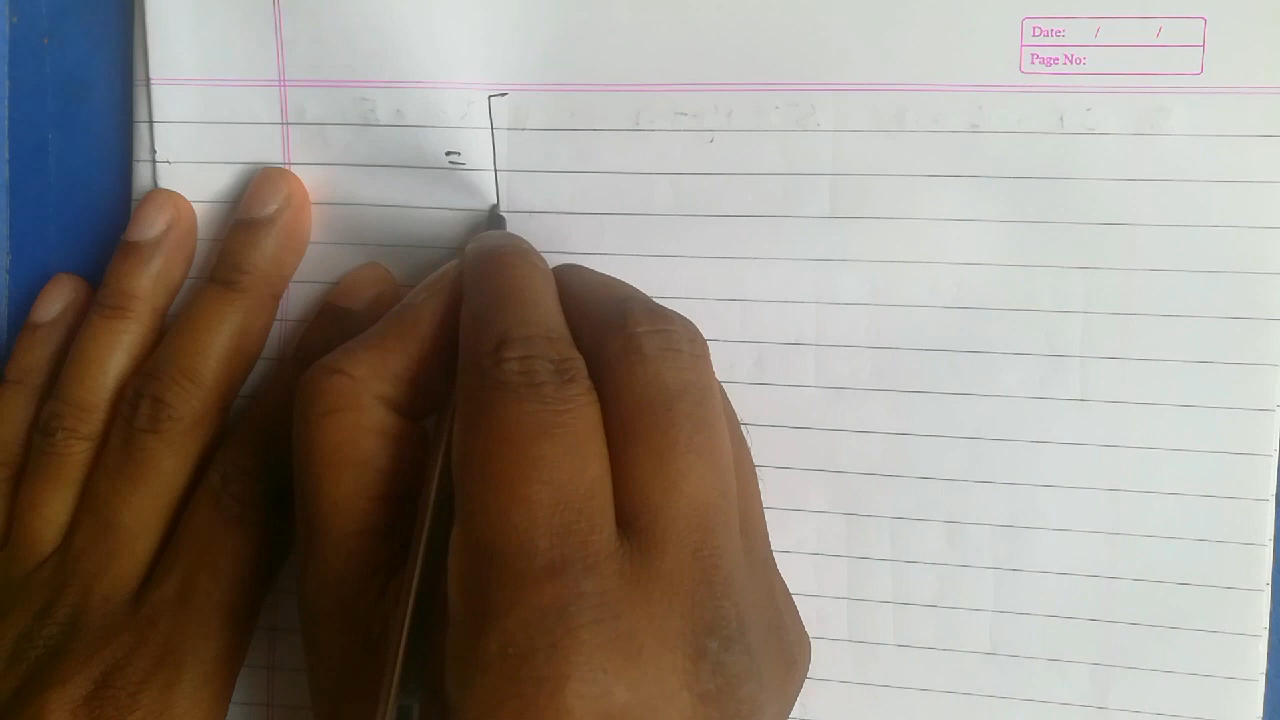 Date: / /
Page No:
= [